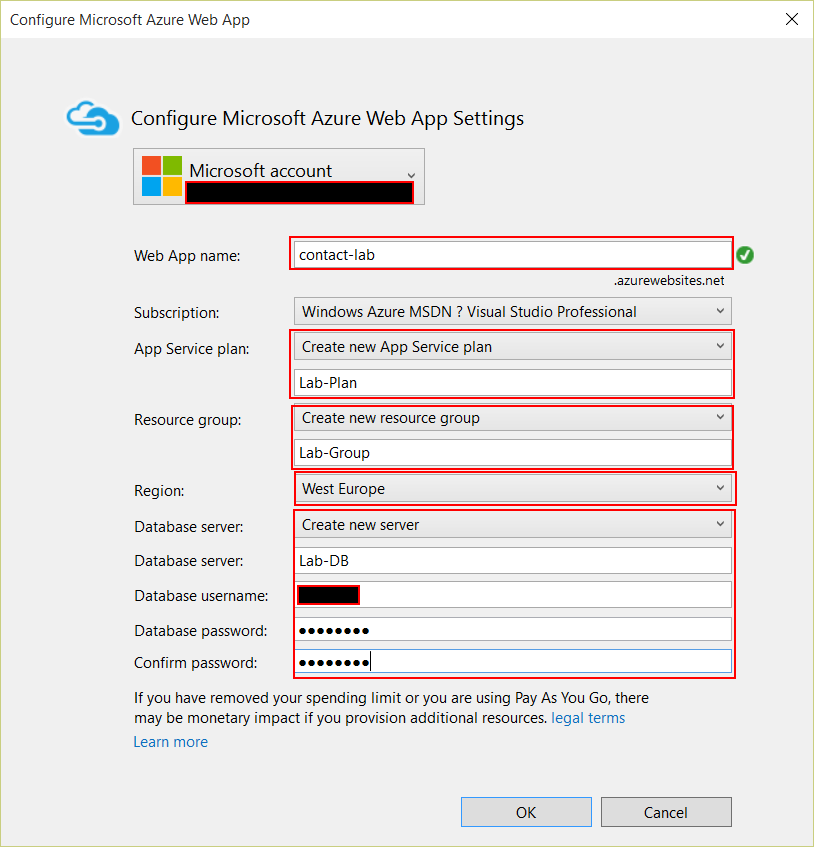 Configure Microsoft Azure Web App
Configure Microsoft Azure Web App Settings
Microsoft account
Web App name: contact-lab
.azurewebsites.net
Subscription: Windows Azure MSDN ? Visual Studio Professional
App Service plan: Create new App Service plan
Lab-Plan
Resource group: Create new resource group
Lab-Group
Region: West Europe
Database server: Create new server
Database server: Lab-DB
Database username:
Database password: ●●●●●●●●
Confirm password: ●●●●●●●●
If you have removed your spending limit or you are using Pay As You Go, there
may be monetary impact if you provision additional resources. legal terms
Learn more
OK Cancel